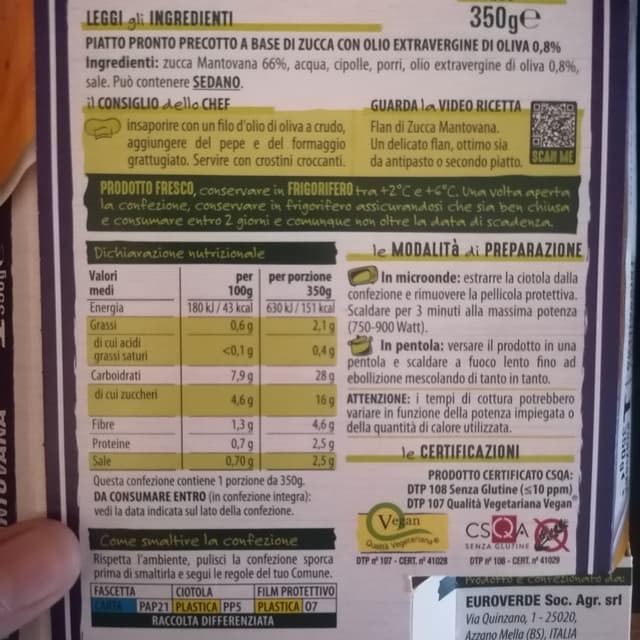 LEGGI gli INGREDIENTI
350g℮
PIATTO PRONTO PRECOTTO A BASE DI ZUCCA CON OLIO EXTRAVERGINE DI OLIVA 0,8%
Ingredienti: zucca Mantovana 66%, acqua, cipolle, porri, olio extravergine di oliva 0,8%,
sale. Può contenere SEDANO.
il CONSIGLIO dello CHEF
insaporire con un filo d'olio di oliva a crudo,
aggiungere del pepe e del formaggio
grattugiato. Servire con crostini croccanti.
GUARDA la VIDEO RICETTA
Flan di Zucca Mantovana.
Un delicato flan, ottimo sia
da antipasto o secondo piatto.
SCAN ME
PRODOTTO FRESCO, conservare in FRIGORIFERO tra +2°C e +6°C. Una volta aperta
la confezione, conservare in frigorifero assicurandosi che sia ben chiusa
e consumare entro 2 giorni e comunque non oltre la data di scadenza.
Dichiarazione nutrizionale
Valori medi per 100g per porzione 350g
Energia 180 kJ / 43 kcal 630 kJ / 151 kcal
Grassi 0,6 g 2,1 g
di cui acidi grassi saturi <0,1 g 0,4 g
Carboidrati 7,9 g 28 g
di cui zuccheri 4,6 g 16 g
Fibre 1,3 g 4,6 g
Proteine 0,7 g 2,5 g
Sale 0,70 g 2,5 g
Questa confezione contiene 1 porzione da 350g.
DA CONSUMARE ENTRO (in confezione integra):
vedi la data indicata sul lato della confezione.
Come smaltire la confezione
Rispetta l'ambiente, pulisci la confezione sporca
prima di smaltirla e segui le regole del tuo Comune.
FASCETTA CIOTOLA FILM PROTETTIVO
CARTA PAP21 PLASTICA PP5 PLASTICA 07
RACCOLTA DIFFERENZIATA
le MODALITà di PREPARAZIONE
In microonde: estrarre la ciotola dalla
confezione e rimuovere la pellicola protettiva.
Scaldare per 3 minuti alla massima potenza
(750-900 Watt).
In pentola: versare il prodotto in una
pentola e scaldare a fuoco lento fino ad
ebollizione mescolando di tanto in tanto.
ATTENZIONE: i tempi di cottura potrebbero
variare in funzione della potenza impiegata o
della quantità di calore utilizzata.
le CERTIFICAZIONI
PRODOTTO CERTIFICATO CSQA:
DTP 108 Senza Glutine (≤10 ppm)
DTP 107 Qualità Vegetariana Vegan®
Vegan
Qualità Vegetariana®
CSQA
SENZA GLUTINE
DTP n° 107 - CERT. n° 41028
DTP n° 108 - CERT. n° 41029
Prodotto e confezionato da:
EUROVERDE Soc. Agr. srl
Via Quinzano, 1 - 25020,
Azzano Mella (BS), ITALIA